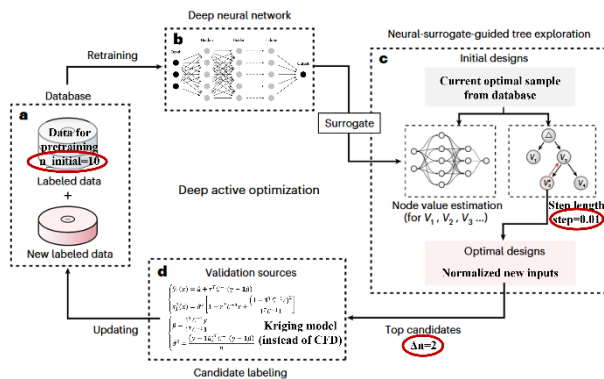 Deep neural network
Neural-surrogate-guided tree exploration
b
Retraining
Database
a
Data for
pretraining
n_initial=10
Labeled data
+
New labeled data
Deep active optimization
Surrogate
c
Initial designs
Current optimal sample
from database
V1
V2
V3
Node value estimation
(for V1 , V2 , V3 ...)
Step length
step=0.01
Optimal designs
Normalized new inputs
d
Validation sources
Kriging model
(instead of CFD)
Updating
Candidate labeling
Top candidates
Δn=2